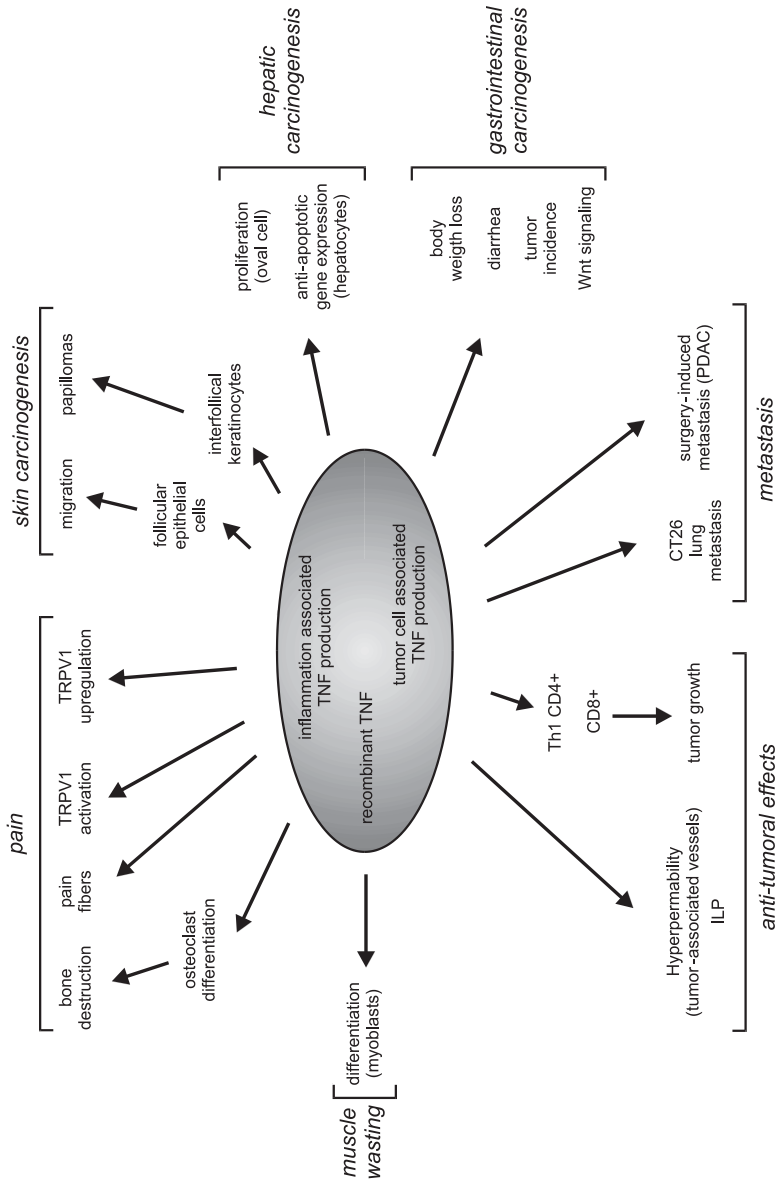 pain
bone
destruction
pain
fibers
TRPV1
activation
TRPV1
upregulation
osteoclast
differentiation
skin carcinogenesis
migration
papillomas
follicular
epithelial
cells
interfollical
keratinocytes
hepatic
carcinogenesis
proliferation
(oval cell)
anti-apoptotic
gene expression
(hepatocytes)
gastrointestinal
carcinogenesis
body
weigth loss
diarrhea
tumor
incidence
Wnt signaling
inflammation associated
TNF production
recombinant TNF
tumor cell associated
TNF production
muscle
wasting
differentiation
(myoblasts)
Th1 CD4+
CD8+
tumor growth
Hyperpermability
(tumor-associated vessels)
ILP
anti-tumoral effects
CT26
lung
metastasis
surgery-induced
metastasis (PDAC)
metastasis